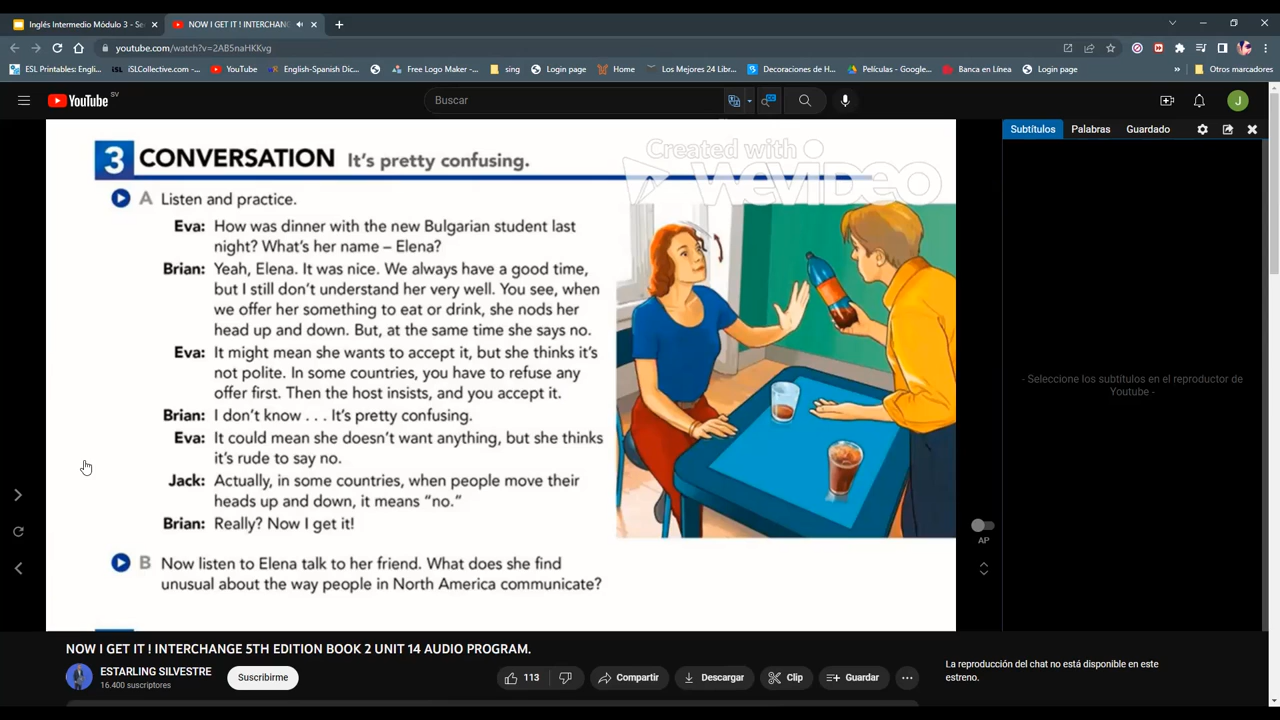 Inglés Intermedio Módulo 3 - Se
NOW I GET IT ! INTERCHANG
youtube.com/watch?v=2AB5naHKKvg
ESL Printables: Engli...
iSL iSLCollective.com -...
YouTube
English-Spanish Dic...
Free Logo Maker -...
sing
Login page
Home
Los Mejores 24 Libr...
Decoraciones de H...
Películas - Google...
Banca en Línea
Login page
»
Otros marcadores
YouTube SV
Buscar
J
Subtítulos Palabras Guardado
Created with
WEVIDEO
3 CONVERSATION It's pretty confusing.
A Listen and practice.
Eva: How was dinner with the new Bulgarian student last
night? What's her name – Elena?
Brian: Yeah, Elena. It was nice. We always have a good time,
but I still don't understand her very well. You see, when
we offer her something to eat or drink, she nods her
head up and down. But, at the same time she says no.
Eva: It might mean she wants to accept it, but she thinks it's
not polite. In some countries, you have to refuse any
offer first. Then the host insists, and you accept it.
Brian: I don't know . . . It's pretty confusing.
Eva: It could mean she doesn't want anything, but she thinks
it's rude to say no.
Jack: Actually, in some countries, when people move their
heads up and down, it means “no.”
Brian: Really? Now I get it!
B Now listen to Elena talk to her friend. What does she find
unusual about the way people in North America communicate?
- Seleccione los subtítulos en el reproductor de
Youtube -
AP
NOW I GET IT ! INTERCHANGE 5TH EDITION BOOK 2 UNIT 14 AUDIO PROGRAM.
ESTARLING SILVESTRE
16.400 suscriptores
Suscribirme
113
Compartir
Descargar
Clip
Guardar
La reproducción del chat no está disponible en este
estreno.